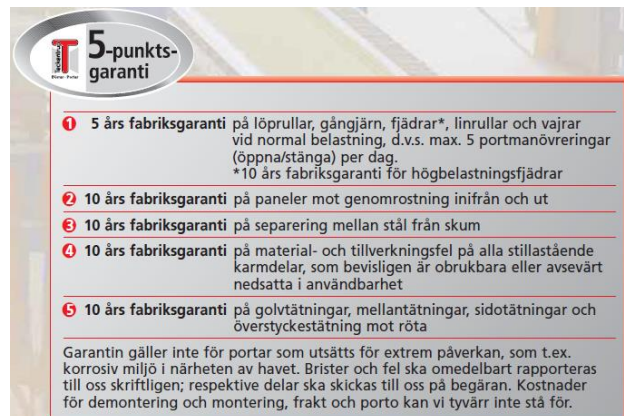 5-punkts-
garanti
1 5 års fabriksgaranti på löprullar, gångjärn, fjädrar*, linrullar och vajrar
vid normal belastning, d.v.s. max. 5 portmanövreringar
(öppna/stänga) per dag.
*10 års fabriksgaranti för högbelastningsfjädrar
2 10 års fabriksgaranti på paneler mot genomrostning inifrån och ut
3 10 års fabriksgaranti på separering mellan stål från skum
4 10 års fabriksgaranti på material- och tillverkningsfel på alla stillastående
karmdelar, som bevisligen är obrukbara eller avsevärt
nedsatta i användbarhet
5 10 års fabriksgaranti på golvtätningar, mellantätningar, sidotätningar och
överstyckestätning mot röta
Garantin gäller inte för portar som utsätts för extrem påverkan, som t.ex.
korrosiv miljö i närheten av havet. Brister och fel ska omedelbart rapporteras
till oss skriftligen; respektive delar ska skickas till oss på begäran. Kostnader
för demontering och montering, frakt och porto kan vi tyvärr inte stå för.